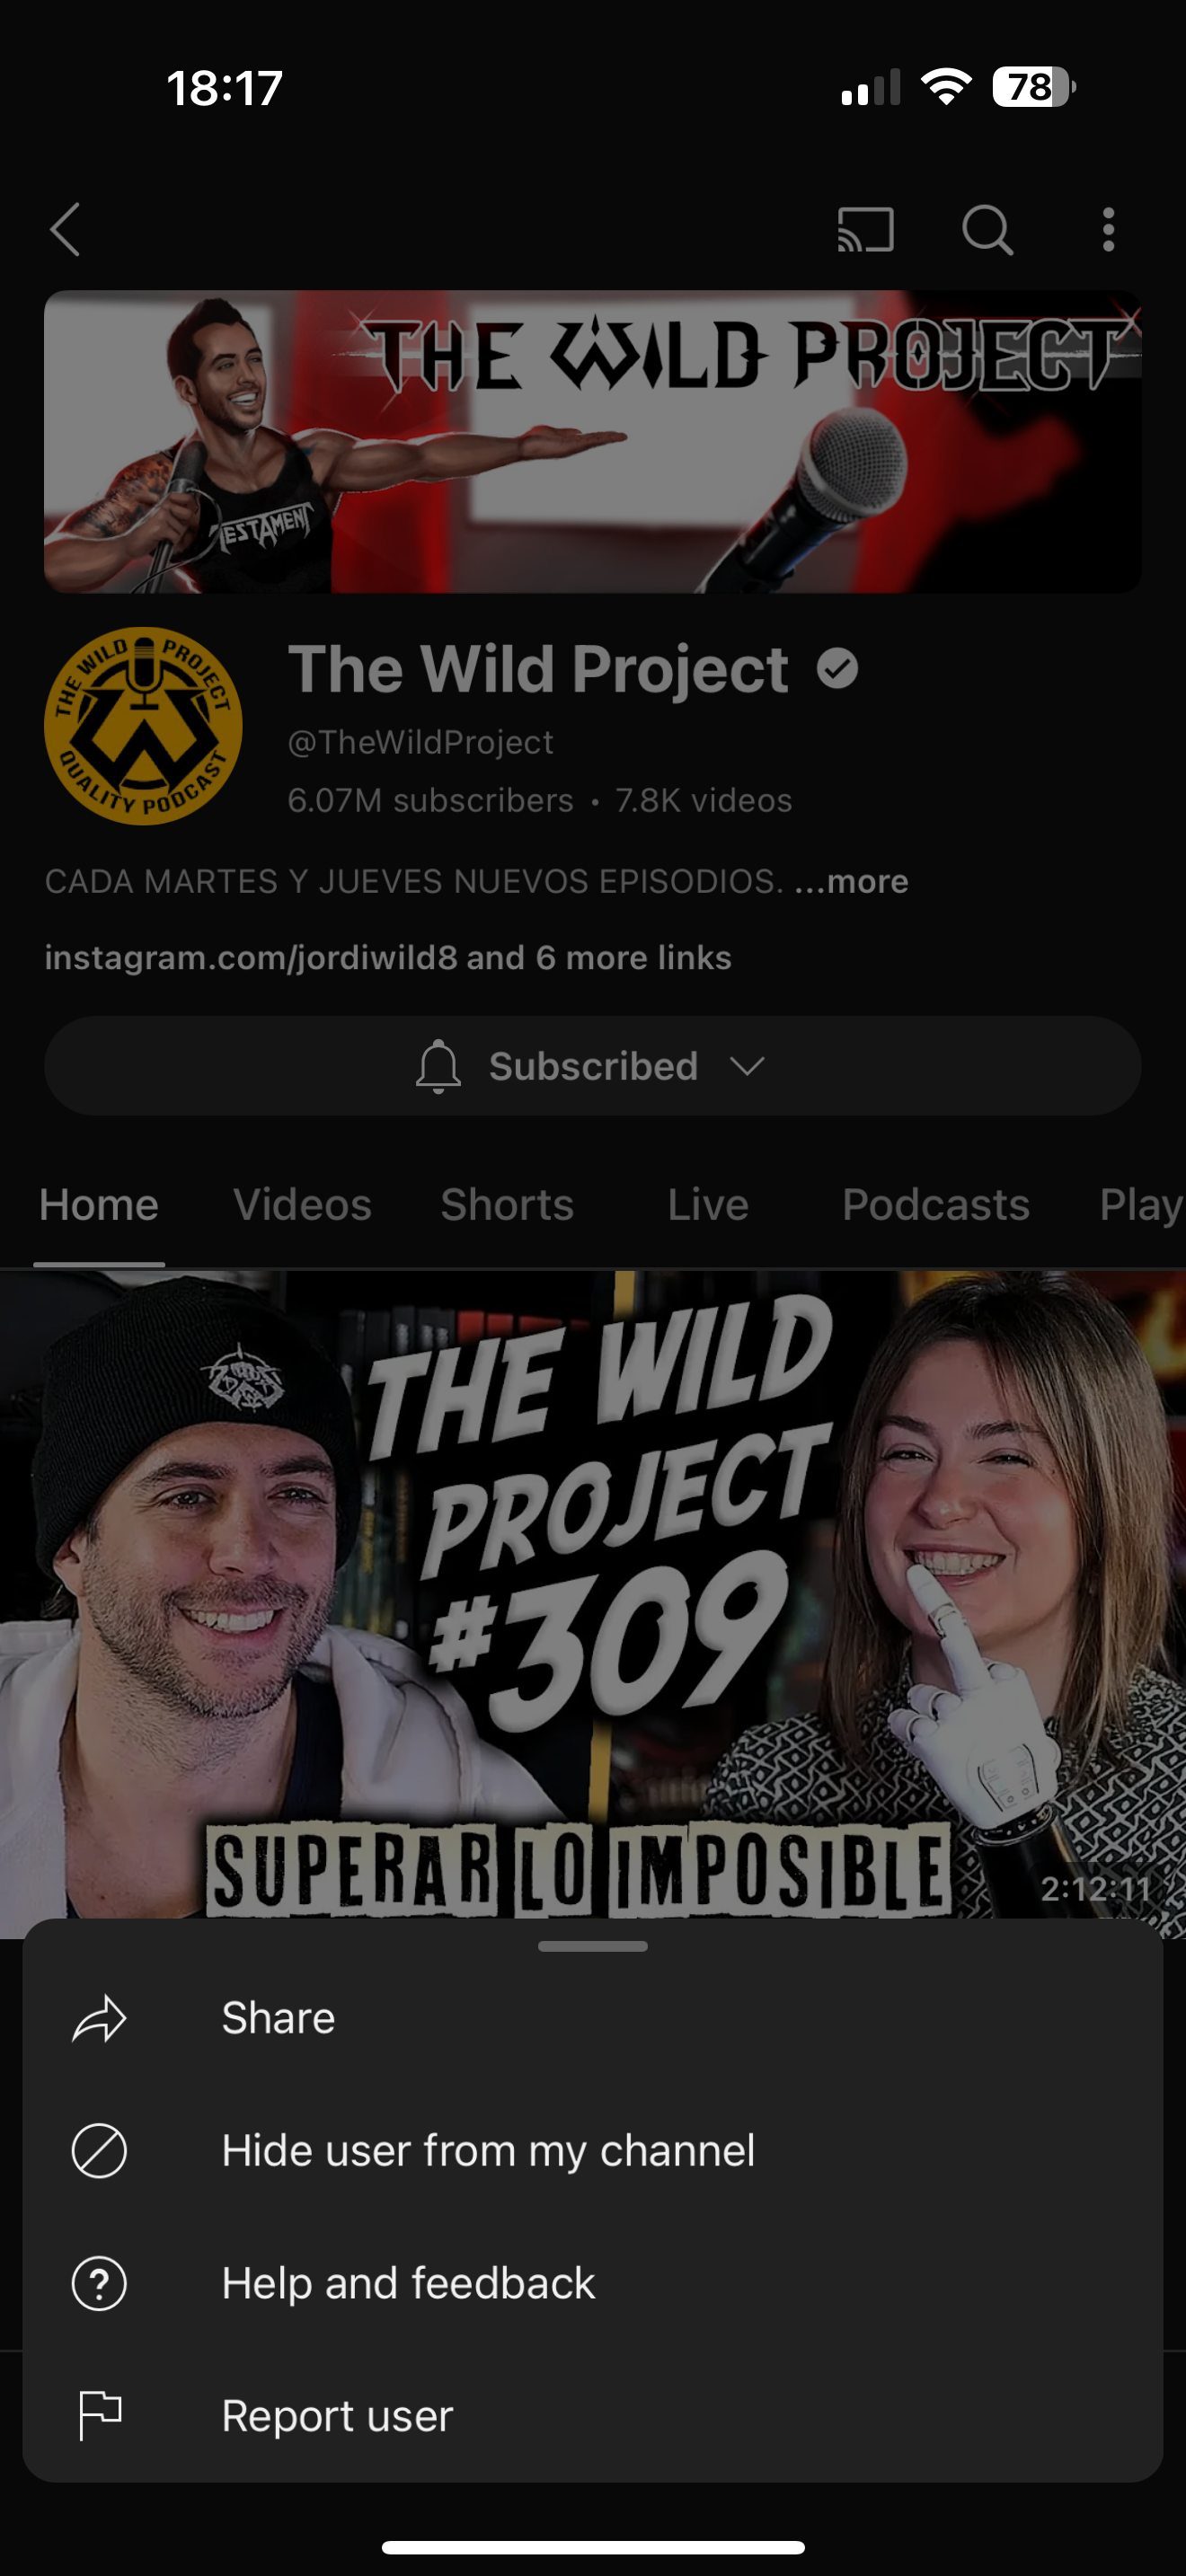 18:17
78
THE WILD PROJECT
TESTAMENT
THE WILD PROJECT
QUALITY PODCAST
The Wild Project
@TheWildProject
6.07M subscribers • 7.8K videos
CADA MARTES Y JUEVES NUEVOS EPISODIOS. ...more
instagram.com/jordiwild8 and 6 more links
Subscribed
Home Videos Shorts Live Podcasts Play
THE WILD
PROJECT
#309
SUPERAR LO IMPOSIBLE
2:12:11
Share
Hide user from my channel
Help and feedback
Report user